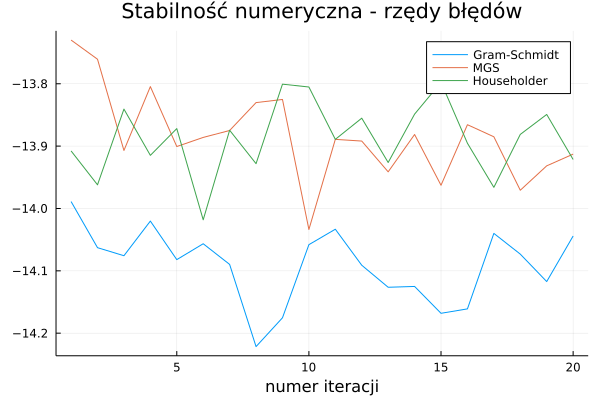 Stabilność numeryczna - rzędy błędów
Gram-Schmidt
MGS
Householder
−13.8
−13.9
−14.0
−14.1
−14.2
5
10
15
20
numer iteracji